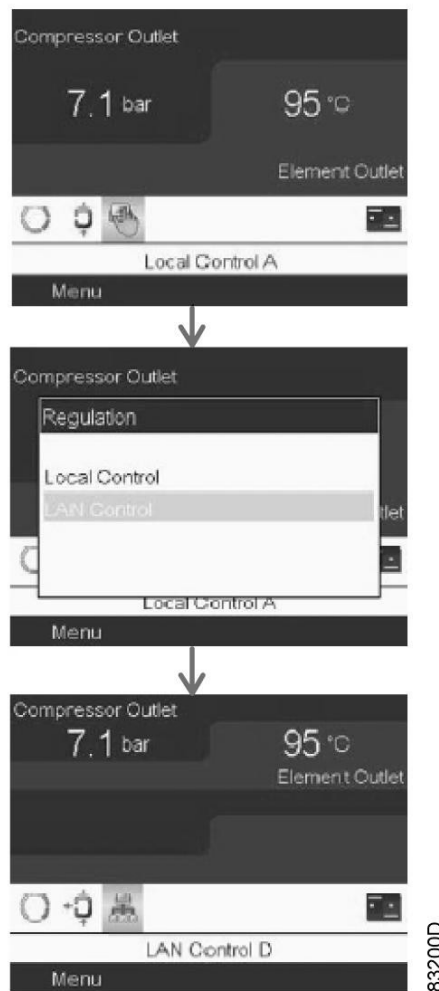 Compressor Outlet
7.1 bar
95 °C
Element Outlet
Local Control A
Menu
Compressor Outlet
Regulation
Local Control
LAN Control
tlet
Local Control A
Menu
Compressor Outlet
7.1 bar
95 °C
Element Outlet
LAN Control D
Menu
83200D